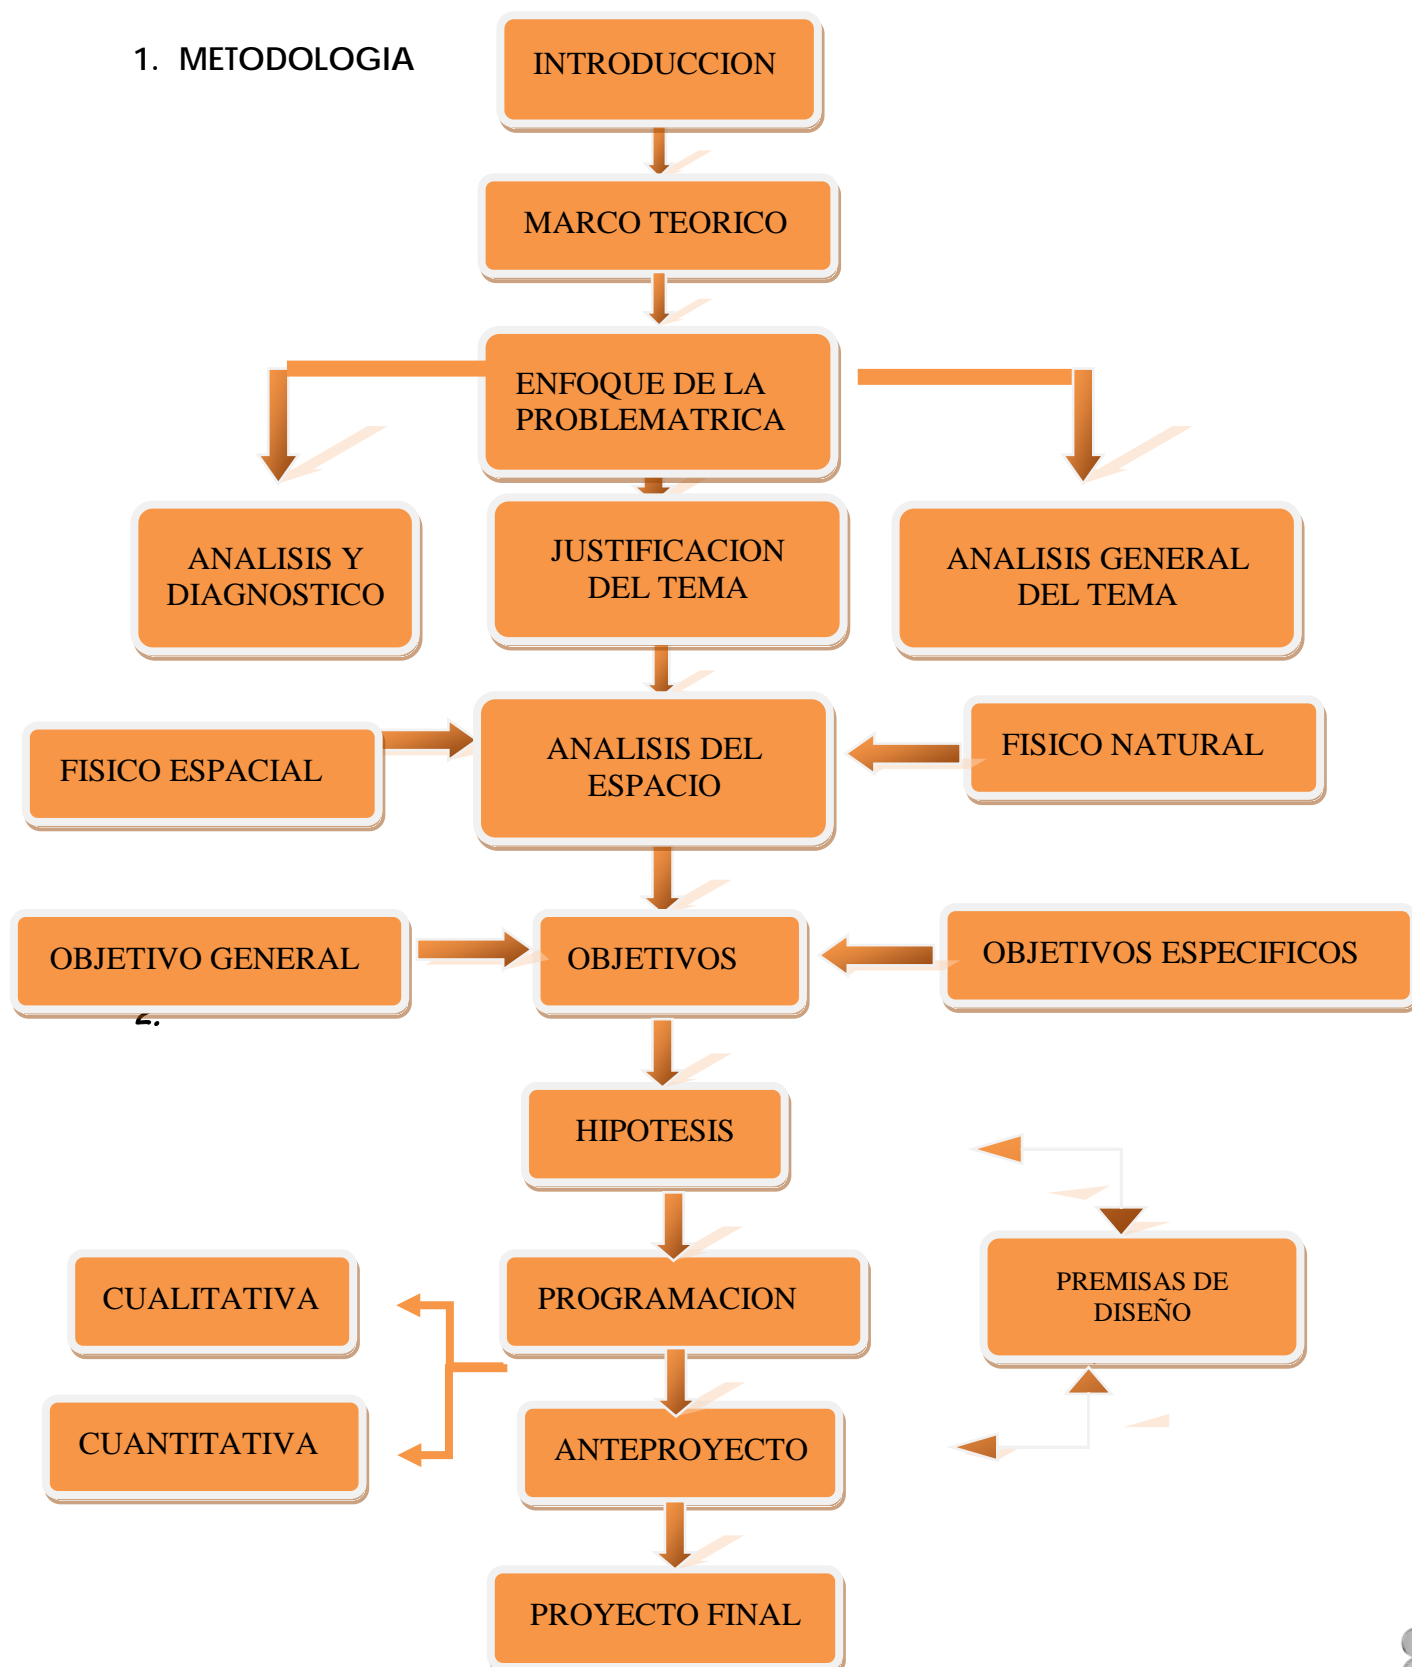 1. METODOLOGIA
INTRODUCCION
MARCO TEORICO
ENFOQUE DE LA
PROBLEMATRICA
ANALISIS Y
DIAGNOSTICO
JUSTIFICACION
DEL TEMA
ANALISIS GENERAL
DEL TEMA
FISICO ESPACIAL
ANALISIS DEL
ESPACIO
FISICO NATURAL
OBJETIVO GENERAL
OBJETIVOS
OBJETIVOS ESPECIFICOS
2.
HIPOTESIS
CUALITATIVA
PROGRAMACION
PREMISAS DE
DISEÑO
CUANTITATIVA
ANTEPROYECTO
PROYECTO FINAL